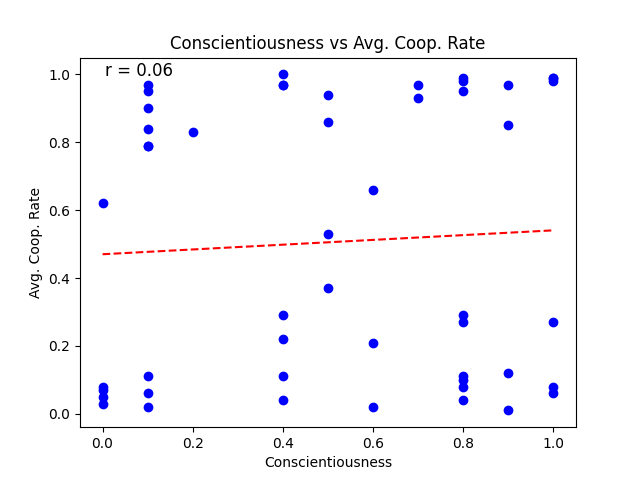 Conscientiousness vs Avg. Coop. Rate
r = 0.06
1.0
0.8
0.6
0.4
0.2
0.0
Avg. Coop. Rate
0.0 0.2 0.4 0.6 0.8 1.0
Conscientiousness